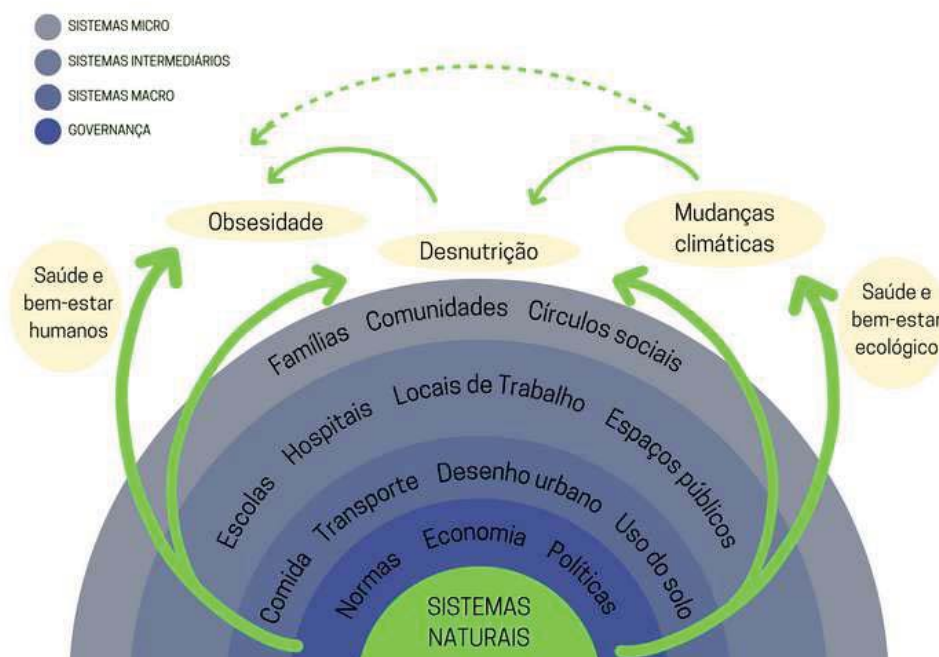 SISTEMAS MICRO
SISTEMAS INTERMEDIÁRIOS
SISTEMAS MACRO
GOVERNANÇA
Obsesidade
Desnutrição
Mudanças
climáticas
Saúde e
bem-estar
humanos
Saúde e
bem-estar
ecológico
Famílias Comunidades Círculos sociais
Escolas Hospitais Locais de Trabalho Espaços públicos
Comida Transporte Desenho urbano Uso do solo
Normas Economia Políticas
SISTEMAS
NATURAIS